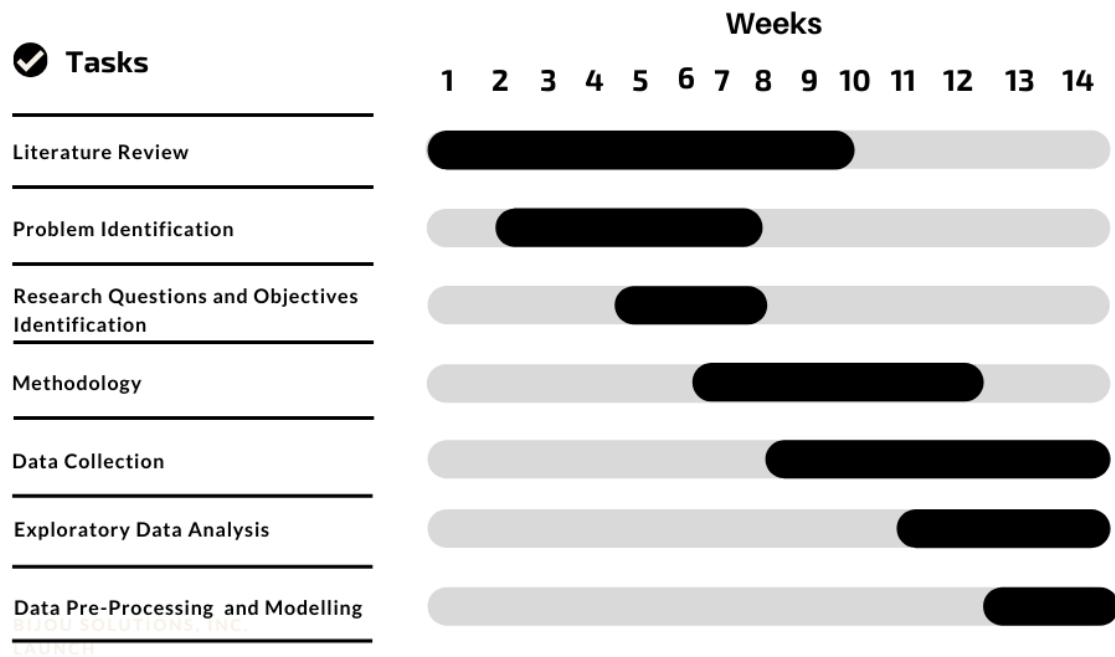 Weeks
Tasks
1 2 3 4 5 6 7 8 9 10 11 12 13 14
Literature Review
Problem Identification
Research Questions and Objectives
Identification
Methodology
Data Collection
Exploratory Data Analysis
Data Pre-Processing and Modelling
BIJOU SOLUTIONS, INC.
LAUNCH